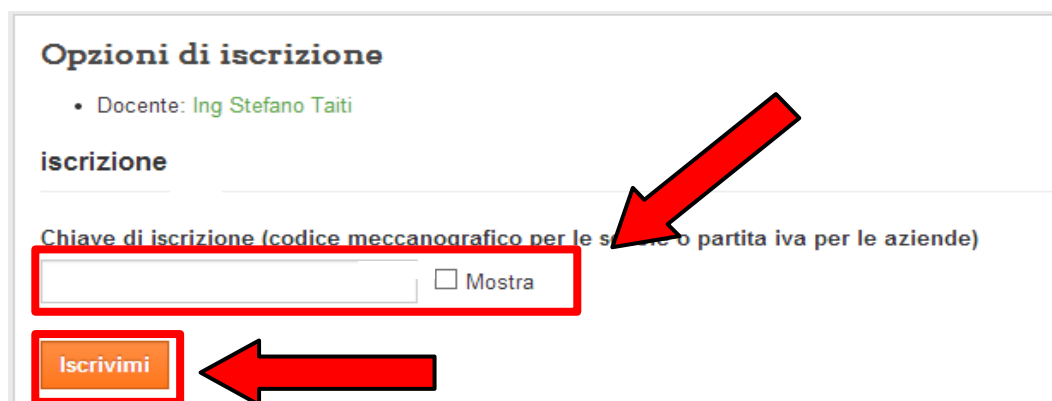 Opzioni di iscrizione
• Docente: Ing Stefano Taiti
iscrizione
Chiave di iscrizione (codice meccanografico per le o partita iva per le aziende)
Mostra
Iscrivimi